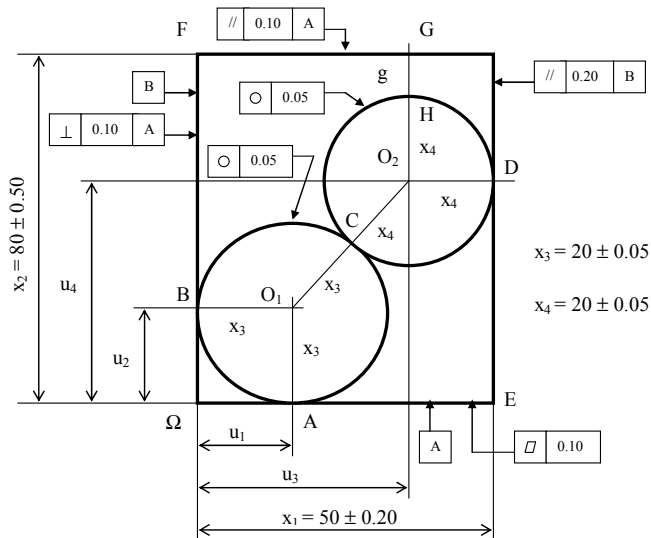 // 0.10 A
F
G
B
g
// 0.20 B
○ 0.05
H
⊥ 0.10 A
x₄
○ 0.05
O₂
D
x₄
C
x₄
x₂ = 80 ± 0.50
u₄
x₃ = 20 ± 0.05
B
O₁
x₃
x₃
x₃
x₄ = 20 ± 0.05
u₂
Ω
A
E
u₁
A
⏥ 0.10
u₃
x₁ = 50 ± 0.20